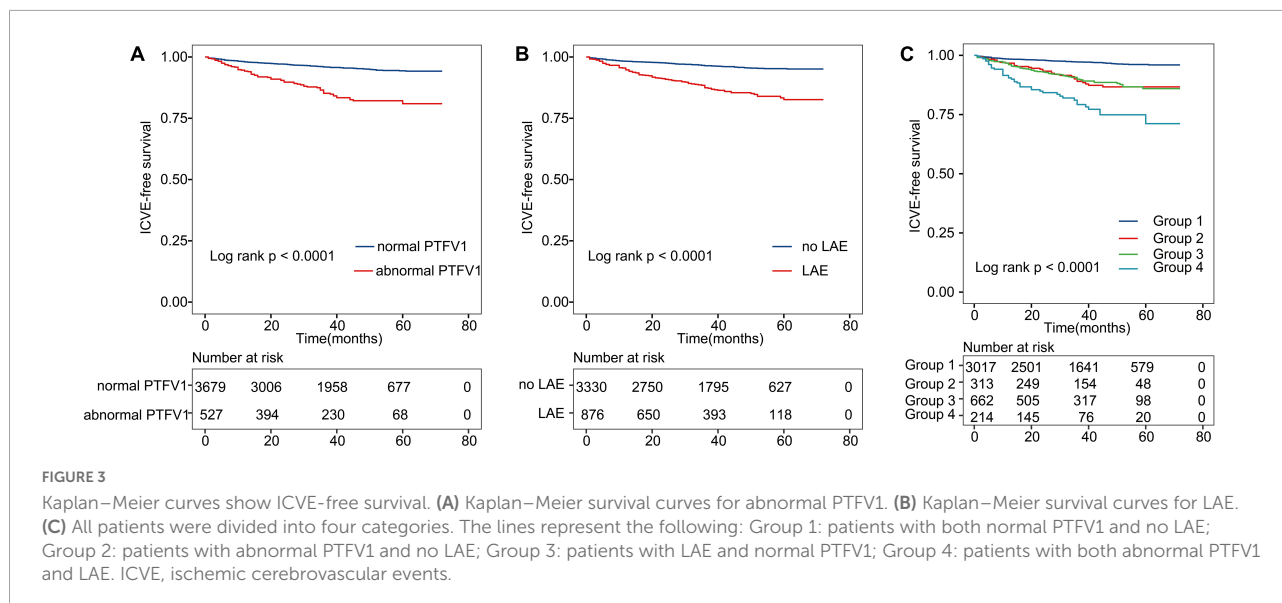 A
1.00
0.75
0.50
0.25
0.00
ICVE-free survival
Log rank p < 0.0001
normal PTFV1
abnormal PTFV1
0 20 40 60 80
Time(months)
Number at risk
normal PTFV1 3679 3006 1958 677 0
abnormal PTFV1 527 394 230 68 0
0 20 40 60 80
B
1.00
0.75
0.50
0.25
0.00
ICVE-free survival
Log rank p < 0.0001
no LAE
LAE
0 20 40 60 80
Time(months)
Number at risk
no LAE 3330 2750 1795 627 0
LAE 876 650 393 118 0
0 20 40 60 80
C
1.00
0.75
0.50
0.25
0.00
ICVE-free survival
Group 1
Group 2
Group 3
Group 4
Log rank p < 0.0001
0 20 40 60 80
Time(months)
Number at risk
Group 1 3017 2501 1641 579 0
Group 2 313 249 154 48 0
Group 3 662 505 317 98 0
Group 4 214 145 76 20 0
0 20 40 60 80
FIGURE 3
Kaplan–Meier curves show ICVE-free survival. (A) Kaplan–Meier survival curves for abnormal PTFV1. (B) Kaplan–Meier survival curves for LAE.
(C) All patients were divided into four categories. The lines represent the following: Group 1: patients with both normal PTFV1 and no LAE;
Group 2: patients with abnormal PTFV1 and no LAE; Group 3: patients with LAE and normal PTFV1; Group 4: patients with both abnormal PTFV1
and LAE. ICVE, ischemic cerebrovascular events.